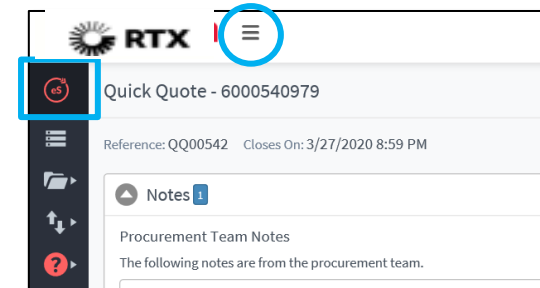 RTX
eS
Quick Quote - 6000540979
Reference: QQ00542 Closes On: 3/27/2020 8:59 PM
Notes 1
Procurement Team Notes
The following notes are from the procurement team.
?